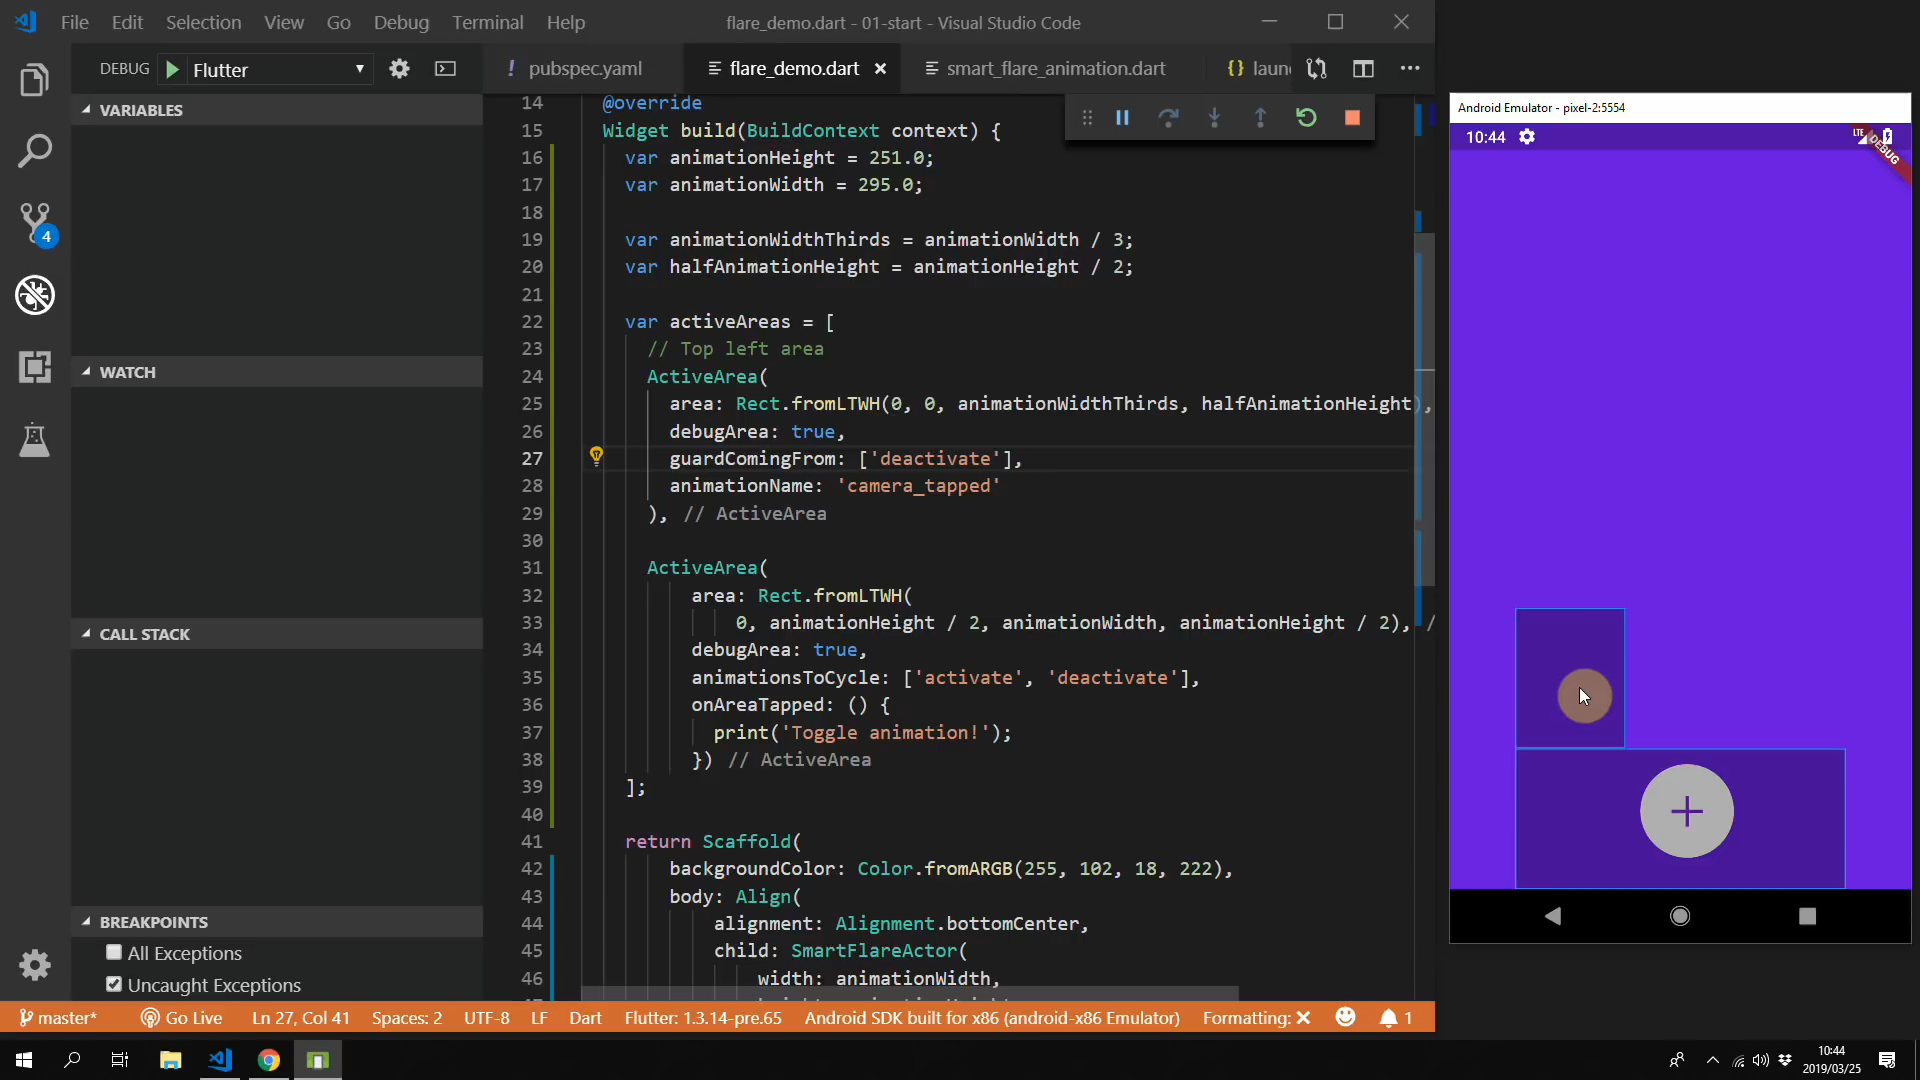 File Edit Selection View Go Debug Terminal Help
flare_demo.dart - 01-start - Visual Studio Code
DEBUG Flutter
! pubspec.yaml
flare_demo.dart
smart_flare_animation.dart
{} laun
VARIABLES
WATCH
CALL STACK
BREAKPOINTS
All Exceptions
Uncaught Exceptions
4
14 @override
15 Widget build(BuildContext context) {
16 var animationHeight = 251.0;
17 var animationWidth = 295.0;
18
19 var animationWidthThirds = animationWidth / 3;
20 var halfAnimationHeight = animationHeight / 2;
21
22 var activeAreas = [
23 // Top left area
24 ActiveArea(
25 area: Rect.fromLTWH(0, 0, animationWidthThirds, halfAnimationHeight),
26 debugArea: true,
27 guardComingFrom: ['deactivate'],
28 animationName: 'camera_tapped'
29 ), // ActiveArea
30
31 ActiveArea(
32 area: Rect.fromLTWH(
33 0, animationHeight / 2, animationWidth, animationHeight / 2), /
34 debugArea: true,
35 animationsToCycle: ['activate', 'deactivate'],
36 onAreaTapped: () {
37 print('Toggle animation!');
38 }) // ActiveArea
39 ];
40
41 return Scaffold(
42 backgroundColor: Color.fromARGB(255, 102, 18, 222),
43 body: Align(
44 alignment: Alignment.bottomCenter,
45 child: SmartFlareActor(
46 width: animationWidth,
Android Emulator - pixel-2:5554
10:44
LTE
DEBUG
master* Go Live Ln 27, Col 41 Spaces: 2 UTF-8 LF Dart Flutter: 1.3.14-pre.65 Android SDK built for x86 (android-x86 Emulator) Formatting: ✕ 1
10:44
2019/03/25